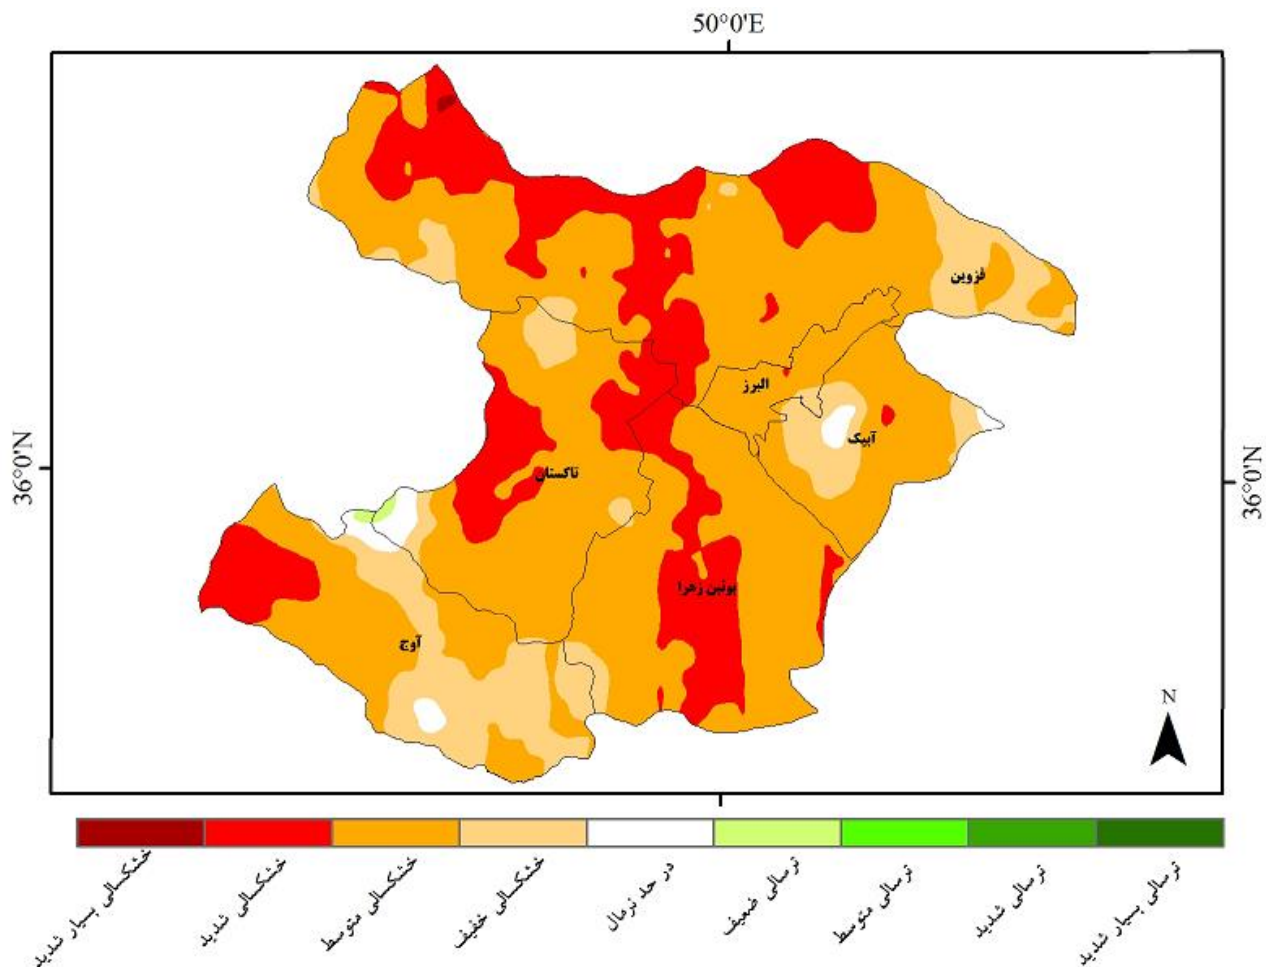 50°0'E
قزوین
البرز
آبیک
36°0'N
تاکستان
36°0'N
بوئین زهرا
آوج
N
خشکسالی بسیار شدید
خشکسالی شدید
خشکسالی متوسط
خشکسالی خفیف
در حد نرمال
ترسالی ضعیف
ترسالی متوسط
ترسالی شدید
ترسالی بسیار شدید